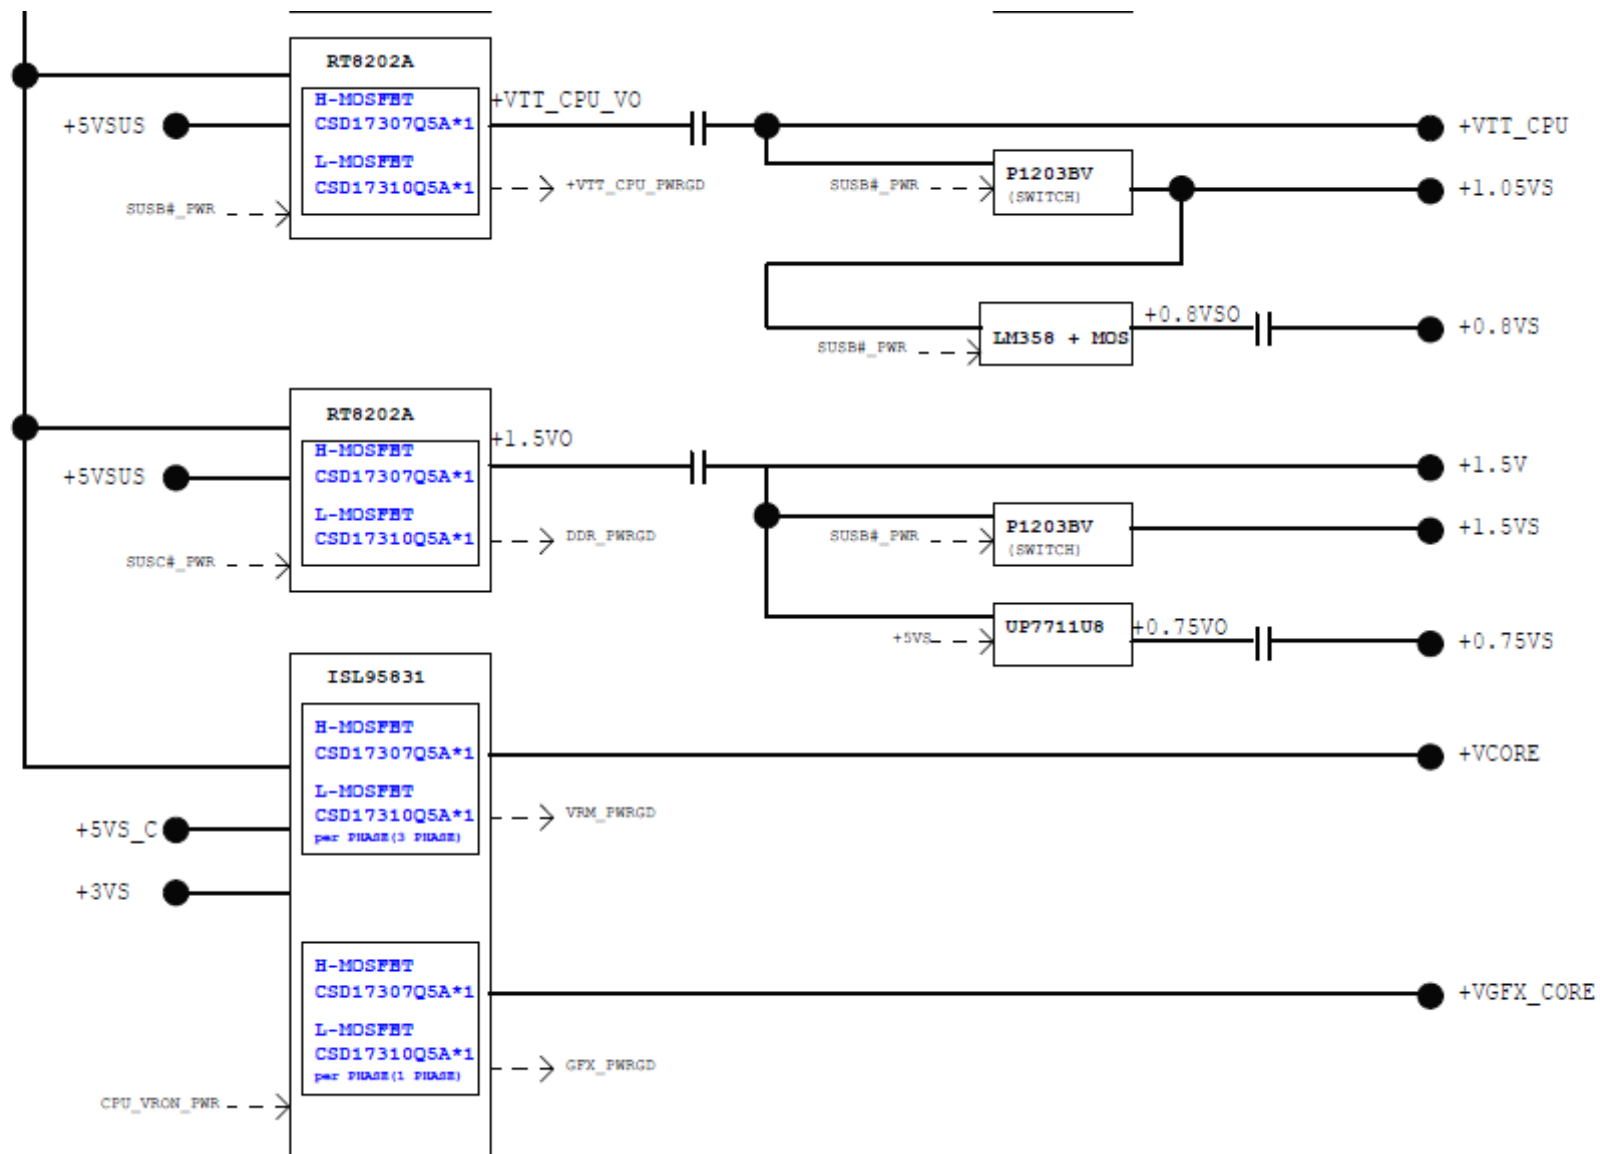 RT8202A
H-MOSFET
CSD17307Q5A*1
L-MOSFET
CSD17310Q5A*1
+5VSUS
SUSB#_PWR
+VTT_CPU_VO
+VTT_CPU_PWRGD
SUSB#_PWR
P1203BV
(SWITCH)
+VTT_CPU
+1.05VS
SUSB#_PWR
LM358 + MOS
+0.8VSO
+0.8VS
RT8202A
H-MOSFET
CSD17307Q5A*1
L-MOSFET
CSD17310Q5A*1
+5VSUS
SUSC#_PWR
+1.5VO
DDR_PWRGD
SUSB#_PWR
P1203BV
(SWITCH)
+1.5V
+1.5VS
+5VS
UP7711U8
+0.75VO
+0.75VS
ISL95831
H-MOSFET
CSD17307Q5A*1
L-MOSFET
CSD17310Q5A*1
per PHASE(3 PHASE)
+5VS_C
+3VS
VRM_PWRGD
+VCORE
H-MOSFET
CSD17307Q5A*1
L-MOSFET
CSD17310Q5A*1
per PHASE(1 PHASE)
CPU_VRON_PWR
GFX_PWRGD
+VGFX_CORE